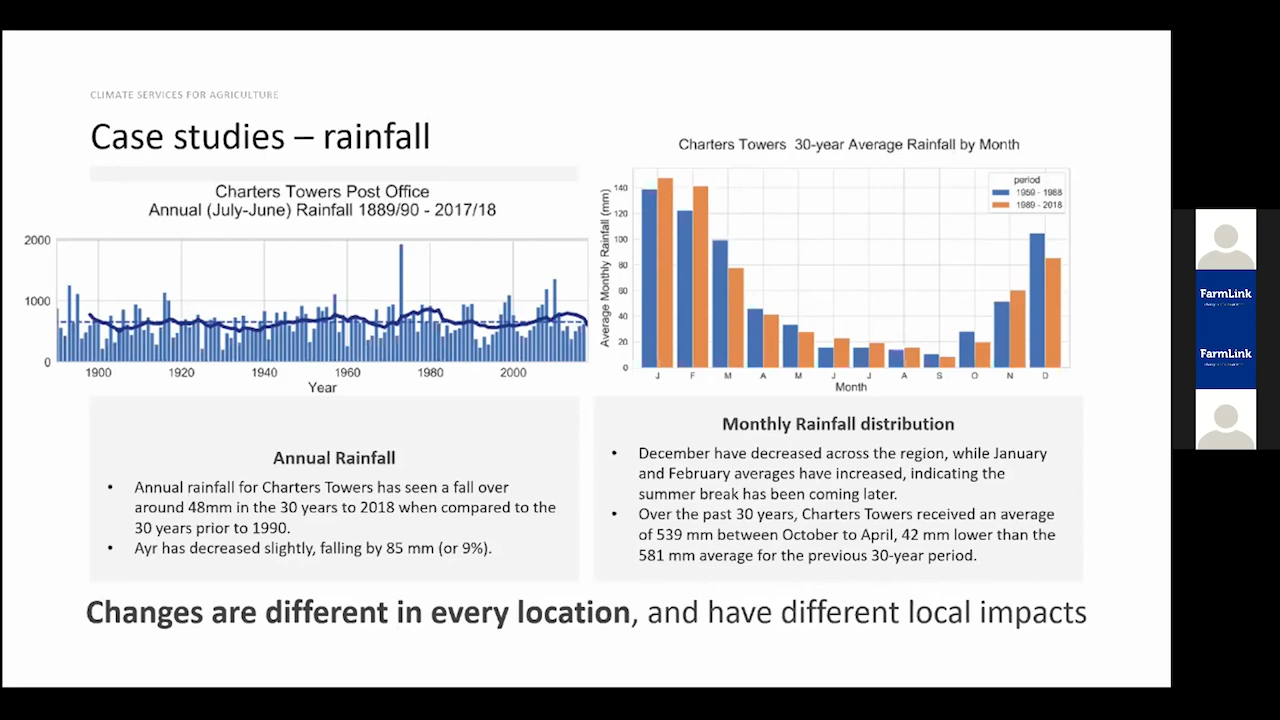 CLIMATE SERVICES FOR AGRICULTURE
Case studies – rainfall
Charters Towers Post Office
Annual (July-June) Rainfall 1889/90 - 2017/18
2000
1000
0
1900
1920
1940
1960
1980
2000
Year
Charters Towers 30-year Average Rainfall by Month
Average Monthly Rainfall (mm)
140
120
100
80
60
40
20
0
period
1959 - 1988
1989 - 2018
J F M A M J J A S O N D
Month
Annual Rainfall
• Annual rainfall for Charters Towers has seen a fall over
around 48mm in the 30 years to 2018 when compared to the
30 years prior to 1990.
• Ayr has decreased slightly, falling by 85 mm (or 9%).
Monthly Rainfall distribution
• December have decreased across the region, while January
and February averages have increased, indicating the
summer break has been coming later.
• Over the past 30 years, Charters Towers received an average
of 539 mm between October to April, 42 mm lower than the
581 mm average for the previous 30-year period.
Changes are different in every location, and have different local impacts
FarmLink
FarmLink